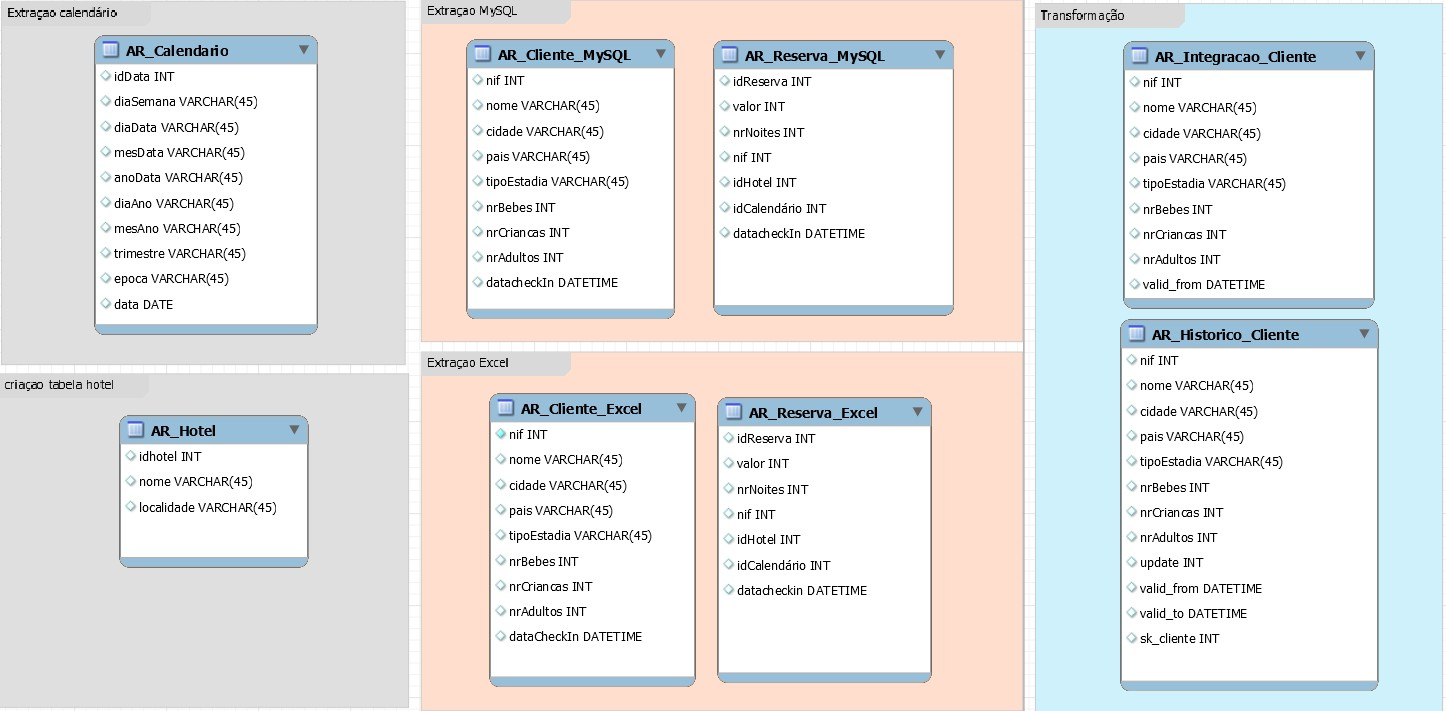 Extraçao calendário
AR_Calendario
idData INT
diaSemana VARCHAR(45)
diaData VARCHAR(45)
mesData VARCHAR(45)
anoData VARCHAR(45)
diaAno VARCHAR(45)
mesAno VARCHAR(45)
trimestre VARCHAR(45)
epoca VARCHAR(45)
data DATE
criaçao tabela hotel
AR_Hotel
idhotel INT
nome VARCHAR(45)
localidade VARCHAR(45)
Extraçao MySQL
AR_Cliente_MySQL
nif INT
nome VARCHAR(45)
cidade VARCHAR(45)
pais VARCHAR(45)
tipoEstadia VARCHAR(45)
nrBebes INT
nrCriancas INT
nrAdultos INT
datacheckIn DATETIME
AR_Reserva_MySQL
idReserva INT
valor INT
nrNoites INT
nif INT
idHotel INT
idCalendário INT
datacheckIn DATETIME
Extraçao Excel
AR_Cliente_Excel
nif INT
nome VARCHAR(45)
cidade VARCHAR(45)
pais VARCHAR(45)
tipoEstadia VARCHAR(45)
nrBebes INT
nrCriancas INT
nrAdultos INT
dataCheckIn DATETIME
AR_Reserva_Excel
idReserva INT
valor INT
nrNoites INT
nif INT
idHotel INT
idCalendário INT
datacheckin DATETIME
Transformação
AR_Integracao_Cliente
nif INT
nome VARCHAR(45)
cidade VARCHAR(45)
pais VARCHAR(45)
tipoEstadia VARCHAR(45)
nrBebes INT
nrCriancas INT
nrAdultos INT
valid_from DATETIME
AR_Historico_Cliente
nif INT
nome VARCHAR(45)
cidade VARCHAR(45)
pais VARCHAR(45)
tipoEstadia VARCHAR(45)
nrBebes INT
nrCriancas INT
nrAdultos INT
update INT
valid_from DATETIME
valid_to DATETIME
sk_cliente INT